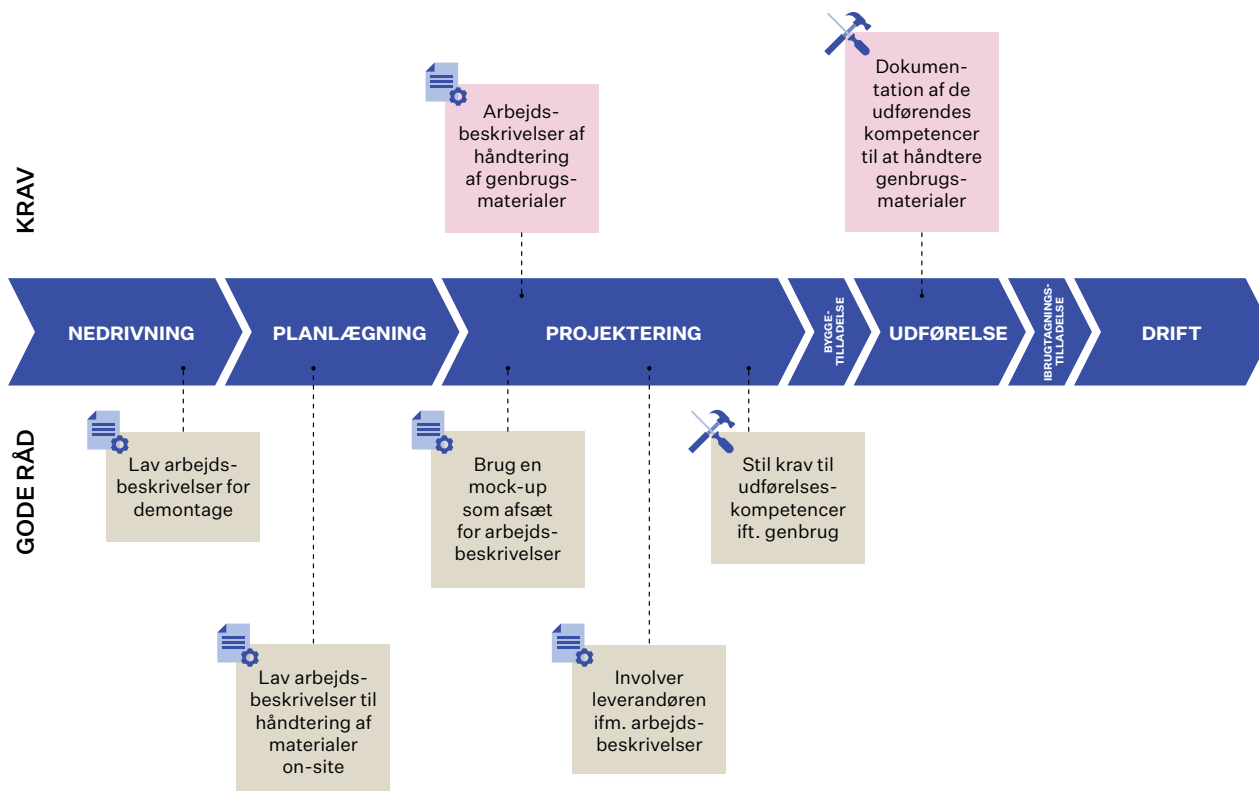 KRAV
Arbejds-
beskrivelser af
håndtering
af genbrugs-
materialer
Dokumen-
tation af de
udførendes
kompetencer
til at håndtere
genbrugs-
materialer
NEDRIVNING
PLANLÆGNING
PROJEKTERING
BYGGE-
TILLADELSE
UDFØRELSE
IBRUGTAGNINGS-
TILLADELSE
DRIFT
GODE RÅD
Lav arbejds-
beskrivelser for
demontage
Lav arbejds-
beskrivelser til
håndtering af
materialer
on-site
Brug en
mock-up
som afsæt
for arbejds-
beskrivelser
Involver
leverandøren
ifm. arbejds-
beskrivelser
Stil krav til
udførelses-
kompetencer
ift. genbrug